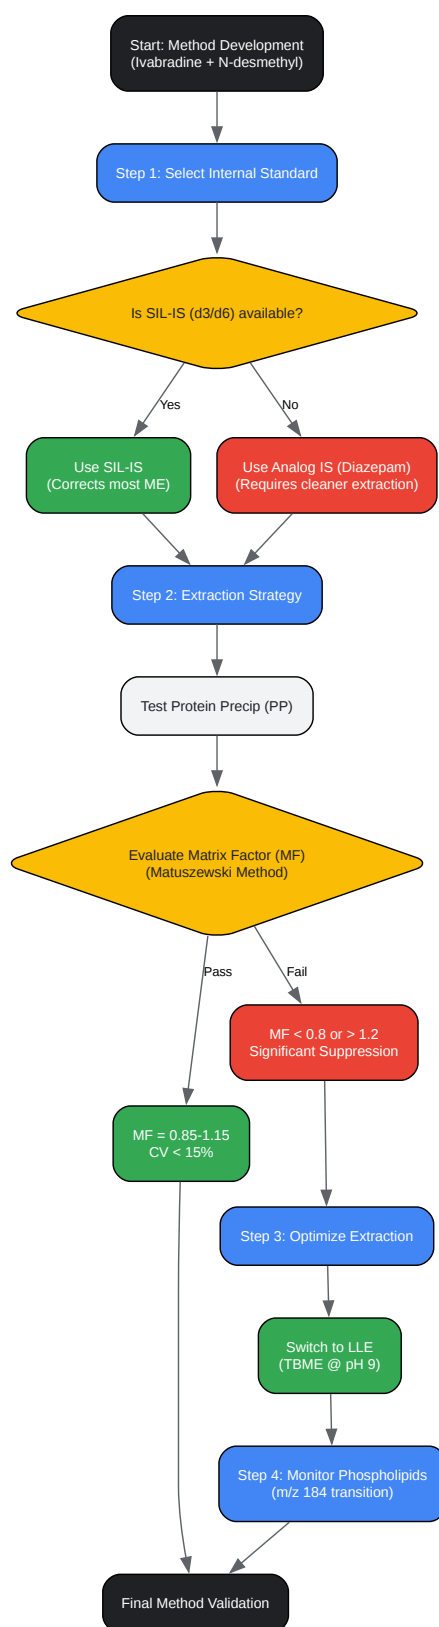 Start: Method Development
(Ivabradine + N-desmethyl)
Step 1: Select Internal Standard
Is SIL-IS (d3/d6) available?
Yes
No
Use SIL-IS
(Corrects most ME)
Use Analog IS (Diazepam)
(Requires cleaner extraction)
Step 2: Extraction Strategy
Test Protein Precip (PP)
Evaluate Matrix Factor (MF)
(Matuszewski Method)
Pass
Fail
MF < 0.8 or > 1.2
Significant Suppression
MF = 0.85-1.15
CV < 15%
Step 3: Optimize Extraction
Switch to LLE
(TBME @ pH 9)
Step 4: Monitor Phospholipids
(m/z 184 transition)
Final Method Validation